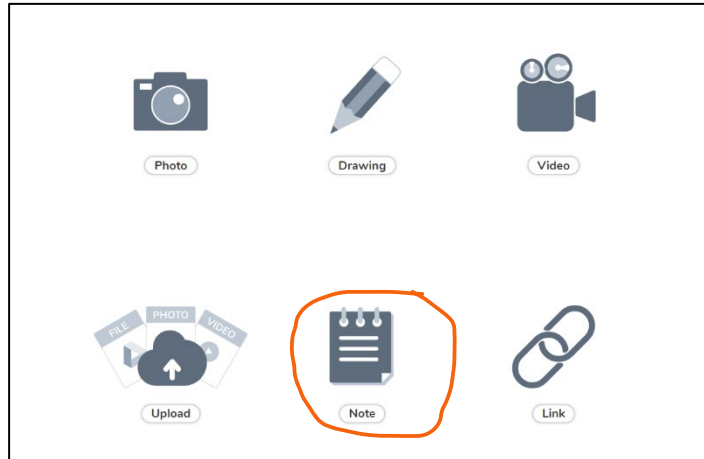 Photo
Drawing
Video
FILE
PHOTO
VIDEO
Upload
Note
Link